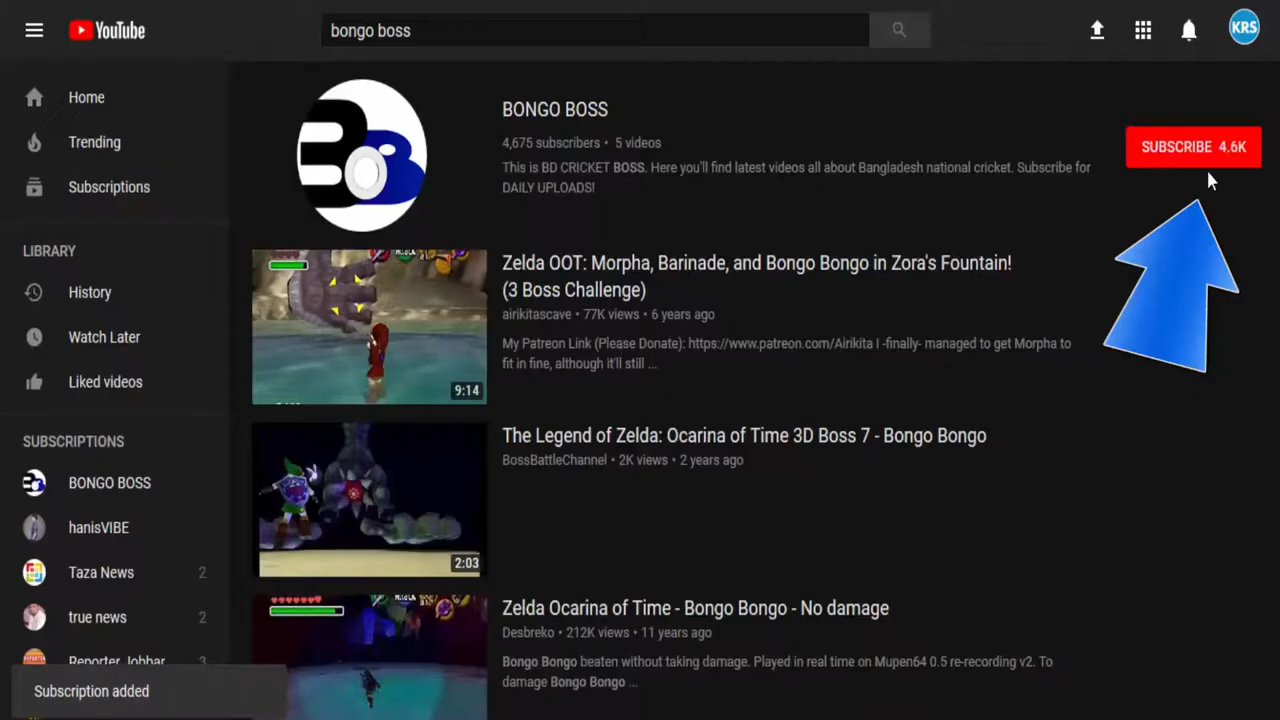 YouTube
bongo boss
KRS
Home
Trending
Subscriptions
LIBRARY
History
Watch Later
Liked videos
SUBSCRIPTIONS
BONGO BOSS
hanisVIBE
Taza News 2
true news 2
Reporter Jobbar 3
Subscription added
BONGO BOSS
4,675 subscribers • 5 videos
This is BD CRICKET BOSS. Here you'll find latest videos all about Bangladesh national cricket. Subscribe for
DAILY UPLOADS!
SUBSCRIBE 4.6K
Zelda OOT: Morpha, Barinade, and Bongo Bongo in Zora's Fountain!
(3 Boss Challenge)
airikitascave • 77K views • 6 years ago
My Patreon Link (Please Donate): https://www.patreon.com/Airikita I -finally- managed to get Morpha to
fit in fine, although it'll still ...
9:14
The Legend of Zelda: Ocarina of Time 3D Boss 7 - Bongo Bongo
BossBattleChannel • 2K views • 2 years ago
2:03
Zelda Ocarina of Time - Bongo Bongo - No damage
Desbreko • 212K views • 11 years ago
Bongo Bongo beaten without taking damage. Played in real time on Mupen64 0.5 re-recording v2. To
damage Bongo Bongo ...